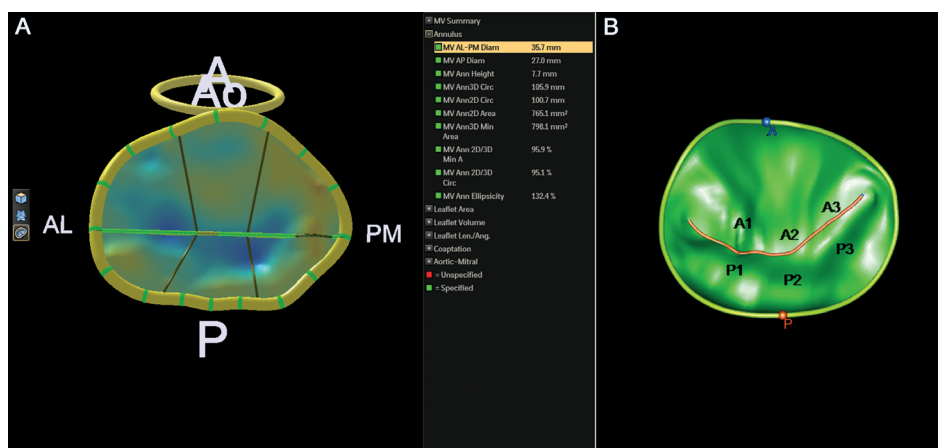 A
A
Ao
AL
PM
P
MV Summary
Annulus
MV AL-PM Diam 35.7 mm
MV AP Diam 27.0 mm
MV Ann Height 7.7 mm
MV Ann3D Circ 105.9 mm
MV Ann2D Circ 100.7 mm
MV Ann2D Area 765.1 mm²
MV Ann3D Min 798.1 mm²
Area
MV Ann 2D/3D 95.9 %
Min A
MV Ann 2D/3D 95.1 %
Circ
MV Ann Ellipsicity 132.4 %
Leaflet Area
Leaflet Volume
Leaflet Len./Ang.
Coaptation
Aortic-Mitral
= Unspecified
= Specified
B
A
A1
A2
A3
P1
P2
P3
P